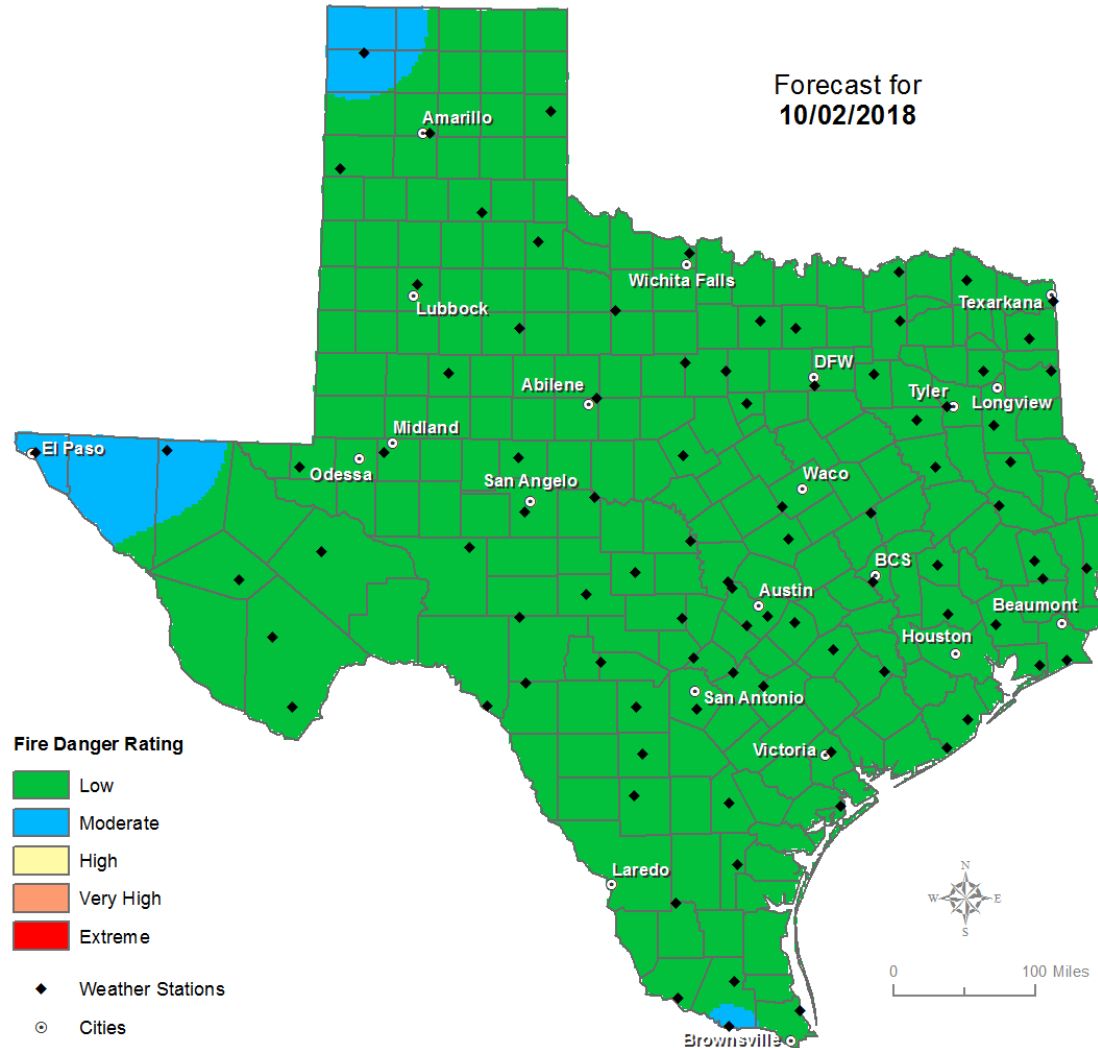 Forecast for
10/02/2018
Amarillo
Wichita Falls
Lubbock
Texarkana
DFW
Abilene
Tyler
Longview
Midland
El Paso
Odessa
San Angelo
Waco
BCS
Austin
Beaumont
Houston
San Antonio
Victoria
Laredo
Brownsville
Fire Danger Rating
Low
Moderate
High
Very High
Extreme
Weather Stations
Cities
N
W E
S
0 100 Miles